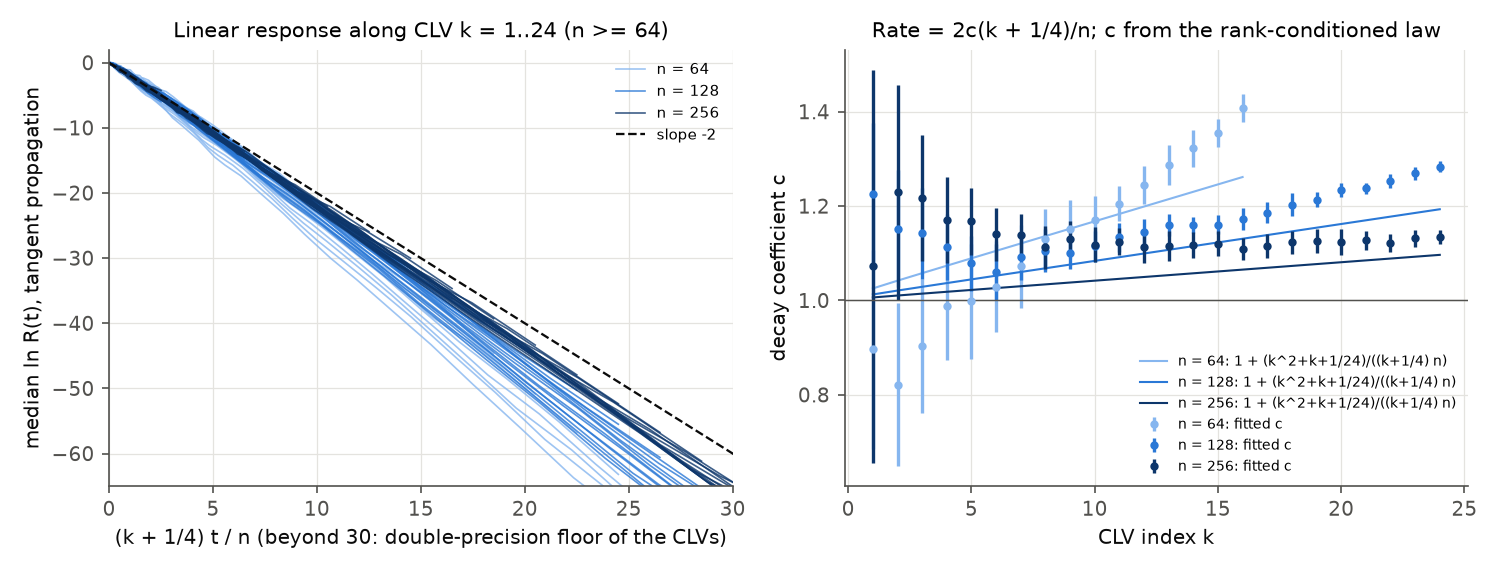 Linear response along CLV k = 1..24 (n >= 64)
median ln R(t), tangent propagation
0
−10
−20
−30
−40
−50
−60
n = 64
n = 128
n = 256
slope -2
0 5 10 15 20 25 30
(k + 1/4) t / n (beyond 30: double-precision floor of the CLVs)
Rate = 2c(k + 1/4)/n; c from the rank-conditioned law
decay coefficient c
1.4
1.2
1.0
0.8
n = 64: 1 + (k^2+k+1/24)/((k+1/4) n)
n = 128: 1 + (k^2+k+1/24)/((k+1/4) n)
n = 256: 1 + (k^2+k+1/24)/((k+1/4) n)
n = 64: fitted c
n = 128: fitted c
n = 256: fitted c
0 5 10 15 20 25
CLV index k